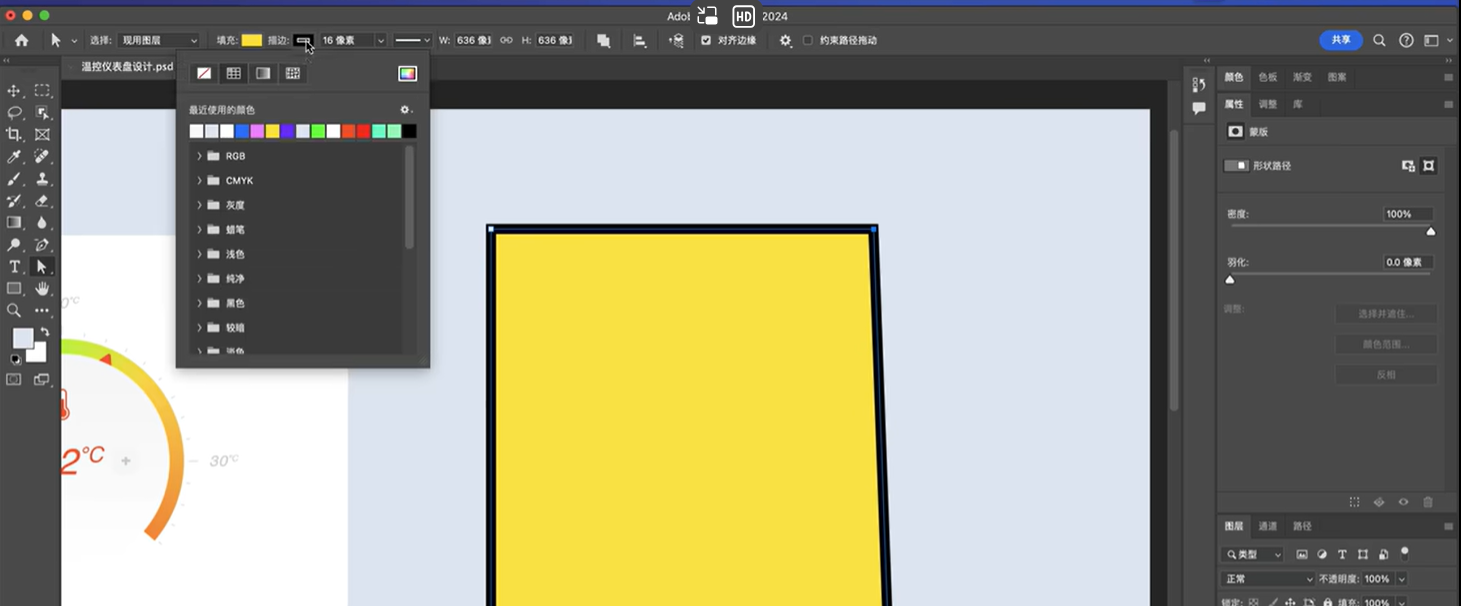 Adob HD 2024
选择: 现用图层 填充: 描边: 16 像素 W: 636 像 H: 636 像 对齐边缘 约束路径拖动 共享
温控仪表盘设计.psd
最近使用的颜色
RGB
CMYK
灰度
蜡笔
浅色
纯净
黑色
较暗
0°C
2°C
30°C
颜色 色板 渐变 图案
属性 调整 库
蒙版
形状路径
密度: 100%
羽化: 0.0 像素
调整: 选择并遮住...
颜色范围...
反相
图层 通道 路径
类型
正常 不透明度: 100%
锁定: 填充: 100%